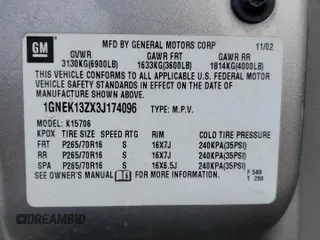 GM
MFD BY GENERAL MOTORS CORP 11/02
GVWR GAWR FRT GAWR RR
3130KG(6900LB) 1633KG(3600LB) 1814KG(4000LB)
THIS VEHICLE CONFORMS TO ALL APPLICABLE U.S. FEDERAL
MOTOR VEHICLE SAFETY STANDARDS IN
EFFECT ON THE DATE OF MANUFACTURE SHOWN ABOVE.
1GNEK13ZX3J174096 TYPE: M.P.V.
MODEL: K15706
KPDX TIRE SIZE SPEED RTG RIM COLD TIRE PRESSURE
FRT P265/70R16 S 16X7J 240KPA(35PSI)
RR P265/70R16 S 16X7J 240KPA(35PSI)
SPA P265/70R16 S 16X6.5J 240KPA(35PSI)
SEE OWNER'S MANUAL FOR MORE INFORMATION.
F 500
T 200
DREAMBID